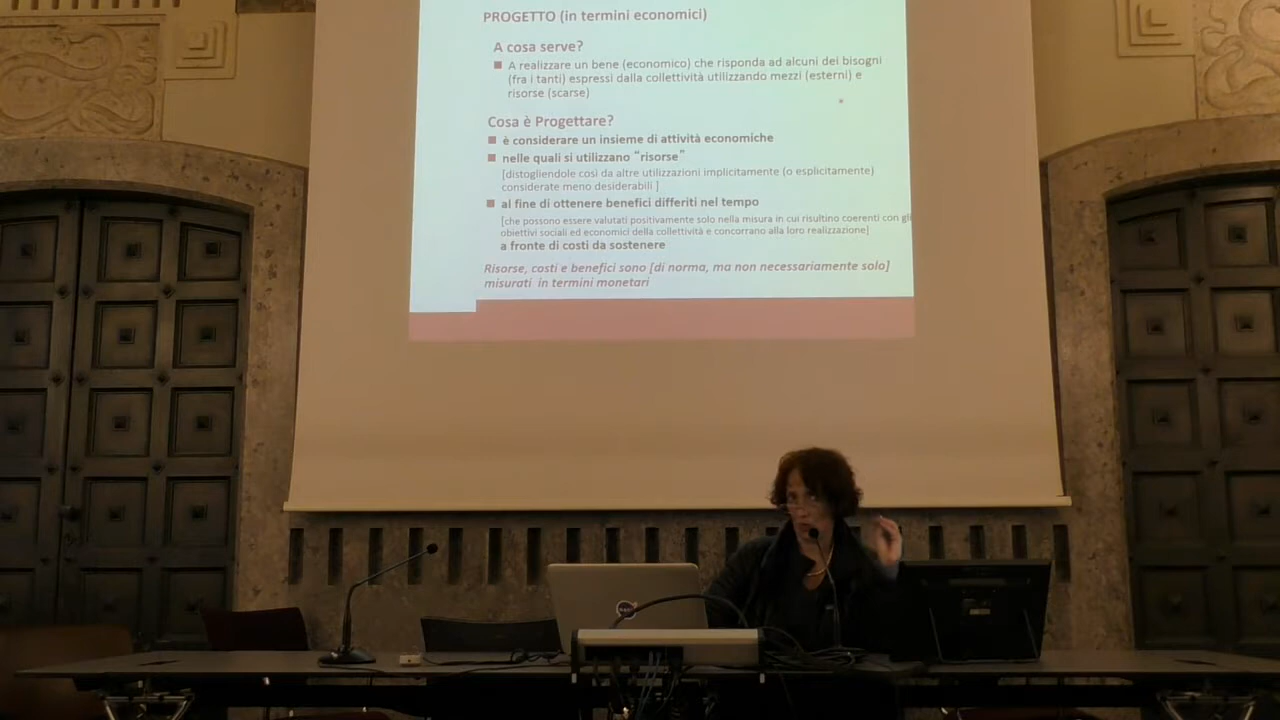 PROGETTO (in termini economici)
A cosa serve?
A realizzare un bene (economico) che risponda ad alcuni dei bisogni
(fra i tanti) espressi dalla collettività utilizzando mezzi (esterni) e
risorse (scarse)
Cosa è Progettare?
è considerare un insieme di attività economiche
nelle quali si utilizzano "risorse"
[distogliendole così da altre utilizzazioni implicitamente (o esplicitamente)
considerate meno desiderabili ]
al fine di ottenere benefici differiti nel tempo
[che possono essere valutati positivamente solo nella misura in cui risultino coerenti con gli
obiettivi sociali ed economici della collettività e concorrano alla loro realizzazione]
a fronte di costi da sostenere
Risorse, costi e benefici sono [di norma, ma non necessariamente solo]
misurati in termini monetari